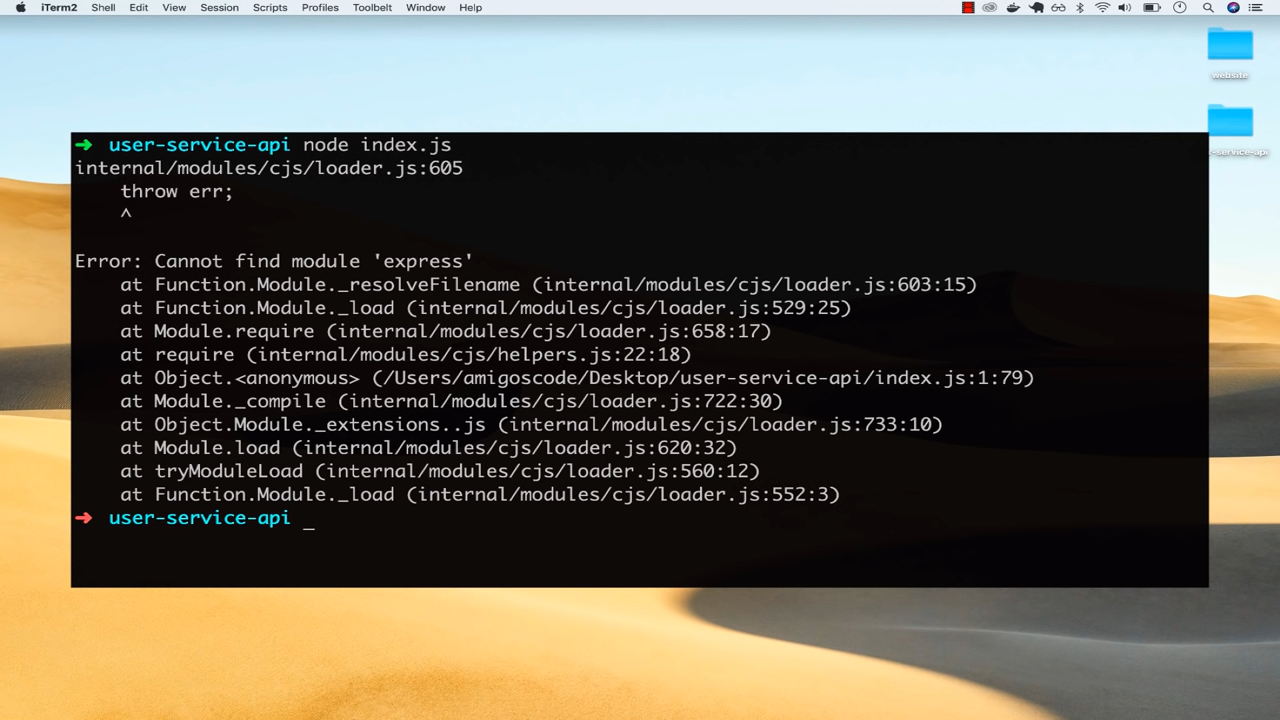 iTerm2 Shell Edit View Session Scripts Profiles Toolbelt Window Help
website
-service-api
➜ user-service-api node index.js
internal/modules/cjs/loader.js:605
throw err;
^
Error: Cannot find module 'express'
at Function.Module._resolveFilename (internal/modules/cjs/loader.js:603:15)
at Function.Module._load (internal/modules/cjs/loader.js:529:25)
at Module.require (internal/modules/cjs/loader.js:658:17)
at require (internal/modules/cjs/helpers.js:22:18)
at Object.<anonymous> (/Users/amigoscode/Desktop/user-service-api/index.js:1:79)
at Module._compile (internal/modules/cjs/loader.js:722:30)
at Object.Module._extensions..js (internal/modules/cjs/loader.js:733:10)
at Module.load (internal/modules/cjs/loader.js:620:32)
at tryModuleLoad (internal/modules/cjs/loader.js:560:12)
at Function.Module._load (internal/modules/cjs/loader.js:552:3)
➜ user-service-api _